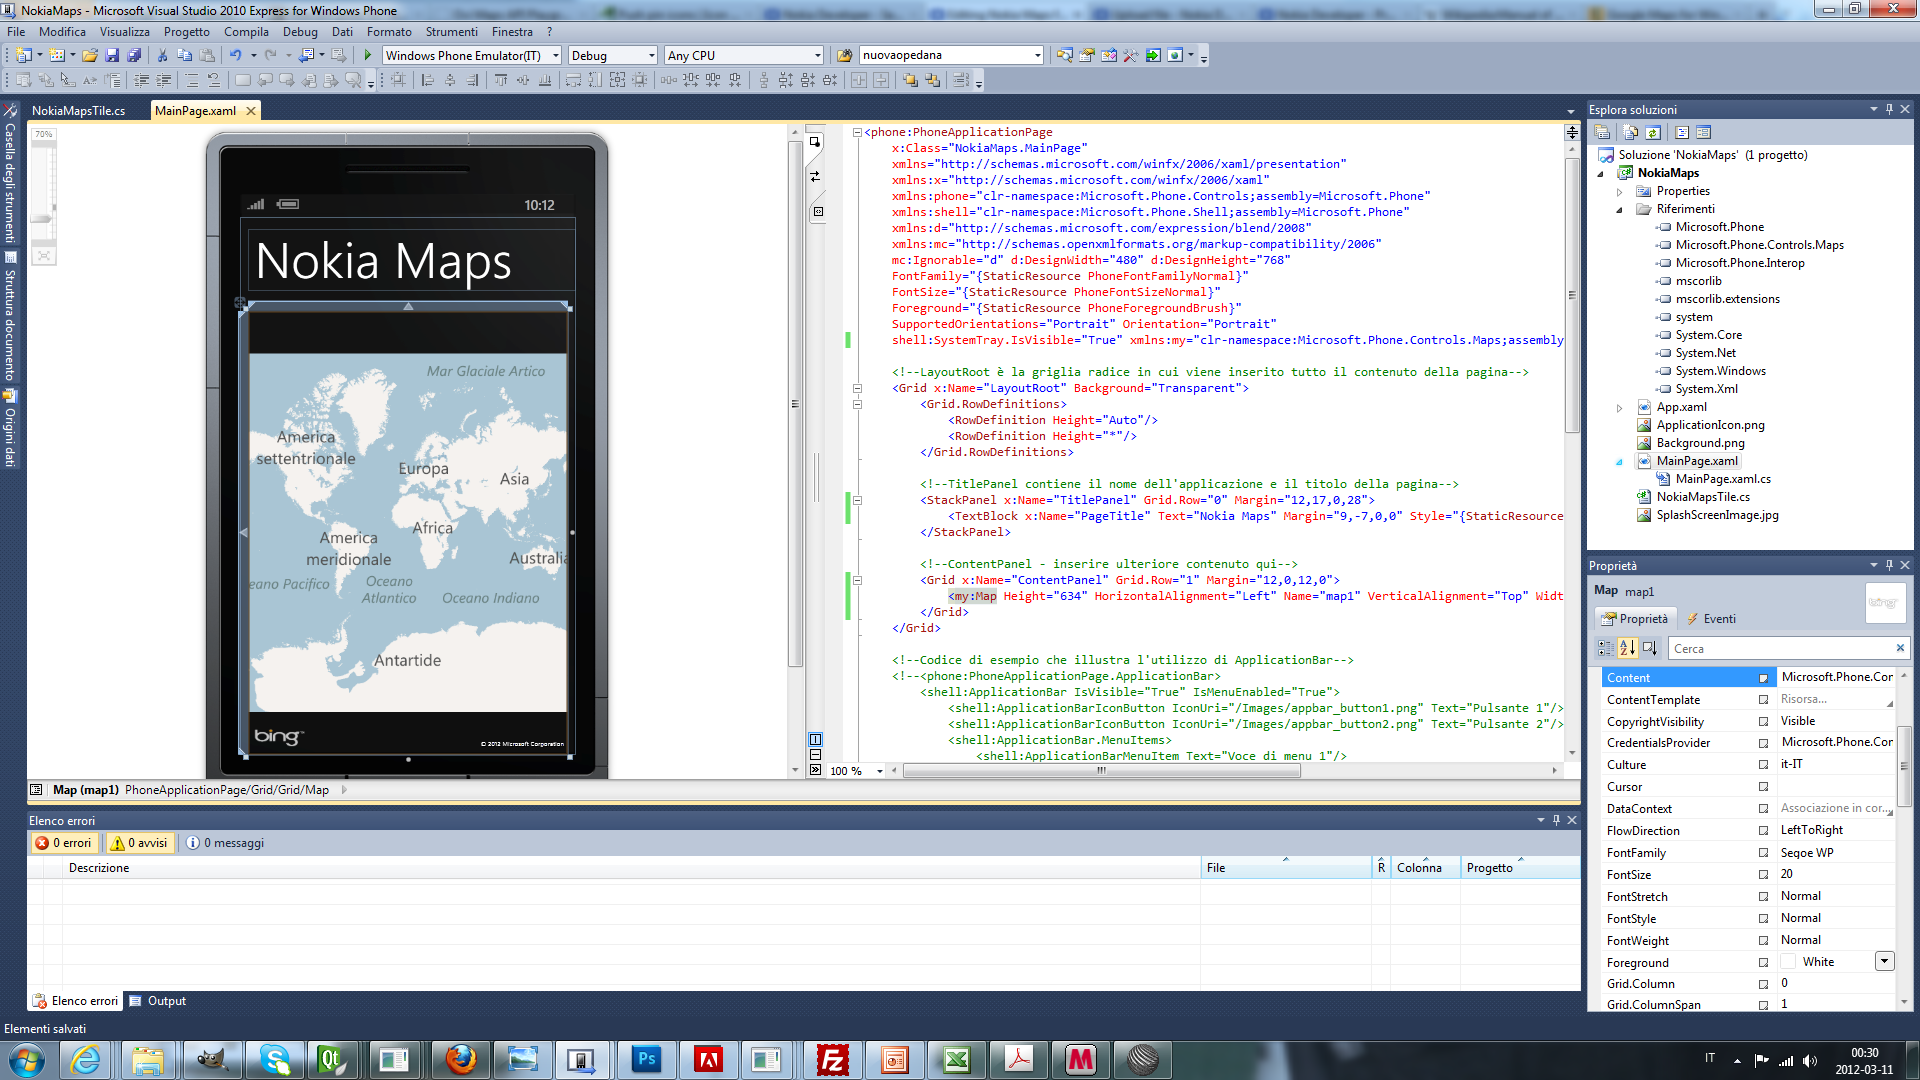 NokiaMaps - Microsoft Visual Studio 2010 Express for Windows Phone
File Modifica Visualizza Progetto Compila Debug Dati Formato Strumenti Finestra ?
Windows Phone Emulator(IT) Debug Any CPU nuovaopedana
NokiaMapsTile.cs MainPage.xaml
Casella degli strumenti
Struttura documento
Origini dati
70%
10:12
Nokia Maps
Mar Glaciale Artico
America
settentrionale
Europa
Asia
Africa
America
meridionale
Australia
eano Pacifico
Oceano
Atlantico
Oceano Indiano
Antartide
bing
© 2012 Microsoft Corporation
<phone:PhoneApplicationPage
x:Class="NokiaMaps.MainPage"
xmlns="http://schemas.microsoft.com/winfx/2006/xaml/presentation"
xmlns:x="http://schemas.microsoft.com/winfx/2006/xaml"
xmlns:phone="clr-namespace:Microsoft.Phone.Controls;assembly=Microsoft.Phone"
xmlns:shell="clr-namespace:Microsoft.Phone.Shell;assembly=Microsoft.Phone"
xmlns:d="http://schemas.microsoft.com/expression/blend/2008"
xmlns:mc="http://schemas.openxmlformats.org/markup-compatibility/2006"
mc:Ignorable="d" d:DesignWidth="480" d:DesignHeight="768"
FontFamily="{StaticResource PhoneFontFamilyNormal}"
FontSize="{StaticResource PhoneFontSizeNormal}"
Foreground="{StaticResource PhoneForegroundBrush}"
SupportedOrientations="Portrait" Orientation="Portrait"
shell:SystemTray.IsVisible="True" xmlns:my="clr-namespace:Microsoft.Phone.Controls.Maps;assembly
<!--LayoutRoot è la griglia radice in cui viene inserito tutto il contenuto della pagina-->
<Grid x:Name="LayoutRoot" Background="Transparent">
<Grid.RowDefinitions>
<RowDefinition Height="Auto"/>
<RowDefinition Height="*"/>
</Grid.RowDefinitions>
<!--TitlePanel contiene il nome dell'applicazione e il titolo della pagina-->
<StackPanel x:Name="TitlePanel" Grid.Row="0" Margin="12,17,0,28">
<TextBlock x:Name="PageTitle" Text="Nokia Maps" Margin="9,-7,0,0" Style="{StaticResource
</StackPanel>
<!--ContentPanel - inserire ulteriore contenuto qui-->
<Grid x:Name="ContentPanel" Grid.Row="1" Margin="12,0,12,0">
<my:Map Height="634" HorizontalAlignment="Left" Name="map1" VerticalAlignment="Top" Widt
</Grid>
</Grid>
<!--Codice di esempio che illustra l'utilizzo di ApplicationBar-->
<!--<phone:PhoneApplicationPage.ApplicationBar>
<shell:ApplicationBar IsVisible="True" IsMenuEnabled="True">
<shell:ApplicationBarIconButton IconUri="/Images/appbar_button1.png" Text="Pulsante 1"/>
<shell:ApplicationBarIconButton IconUri="/Images/appbar_button2.png" Text="Pulsante 2"/>
<shell:ApplicationBar.MenuItems>
<shell:ApplicationBarMenuItem Text="Voce di menu 1"/>
100 %
Map (map1) PhoneApplicationPage/Grid/Grid/Map
Elenco errori
0 errori 0 avvisi 0 messaggi
Descrizione File R Colonna Progetto
Elenco errori Output
Elementi salvati
Esplora soluzioni
Soluzione 'NokiaMaps' (1 progetto)
NokiaMaps
Properties
Riferimenti
Microsoft.Phone
Microsoft.Phone.Controls.Maps
Microsoft.Phone.Interop
mscorlib
mscorlib.extensions
system
System.Core
System.Net
System.Windows
System.Xml
App.xaml
ApplicationIcon.png
Background.png
MainPage.xaml
MainPage.xaml.cs
NokiaMapsTile.cs
SplashScreenImage.jpg
Proprietà
Map map1
bing
Proprietà Eventi
Cerca
Content Microsoft.Phone.Cor
ContentTemplate Risorsa...
CopyrightVisibility Visible
CredentialsProvider Microsoft.Phone.Cor
Culture it-IT
Cursor
DataContext Associazione in cor...
FlowDirection LeftToRight
FontFamily Segoe WP
FontSize 20
FontStretch Normal
FontStyle Normal
FontWeight Normal
Foreground White
Grid.Column 0
Grid.ColumnSpan 1
IT
00:30
2012-03-11